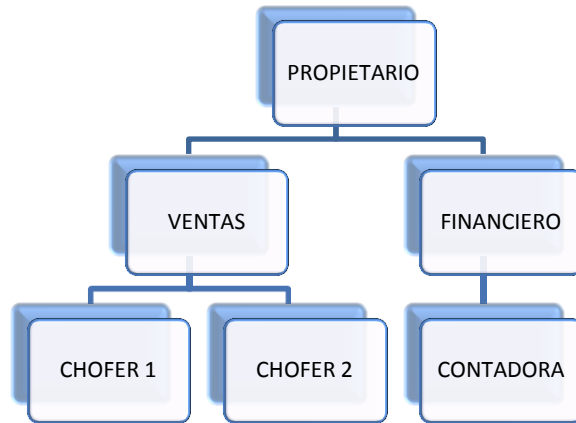 PROPIETARIO
VENTAS
FINANCIERO
CHOFER 1
CHOFER 2
CONTADORA